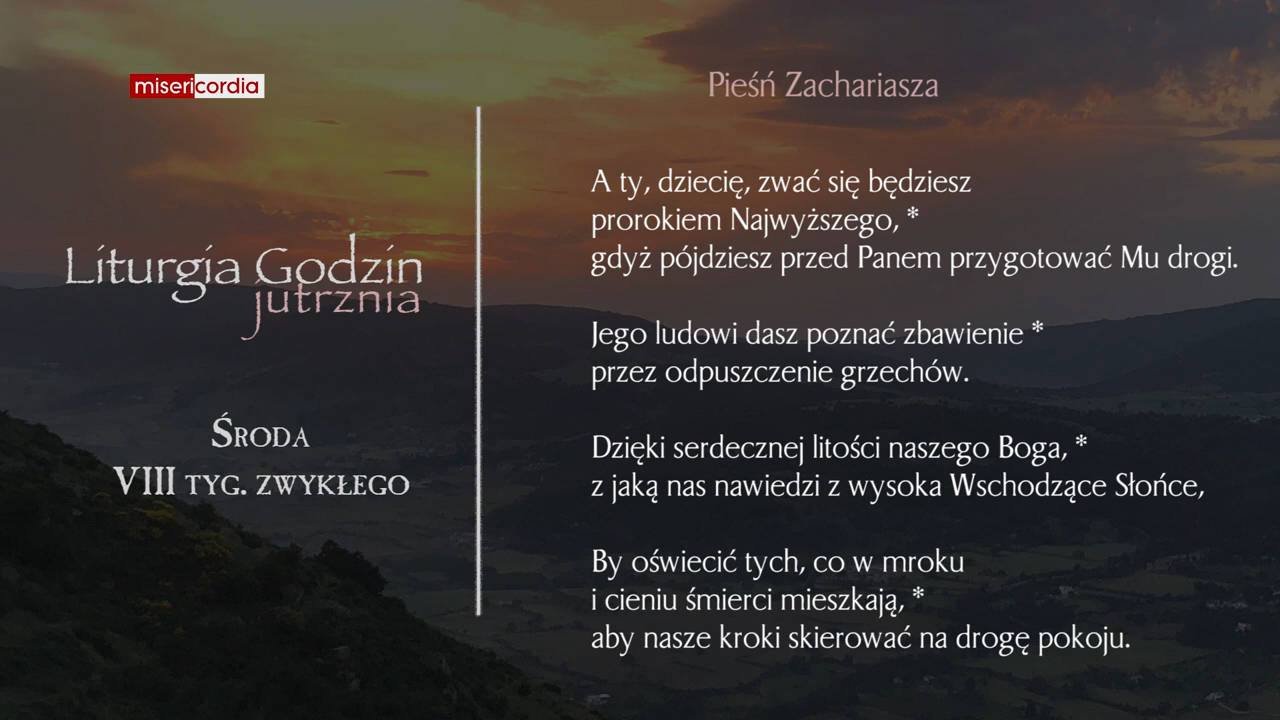 misericordia
Liturgia Godzin
jutrznia
Środa
VIII tyg. zwykłego
Pieśń Zachariasza
A ty, dziecię, zwać się będziesz
prorokiem Najwyższego, *
gdyż pójdziesz przed Panem przygotować Mu drogi.
Jego ludowi dasz poznać zbawienie *
przez odpuszczenie grzechów.
Dzięki serdecznej litości naszego Boga, *
z jaką nas nawiedzi z wysoka Wschodzące Słońce,
By oświecić tych, co w mroku
i cieniu śmierci mieszkają, *
aby nasze kroki skierować na drogę pokoju.